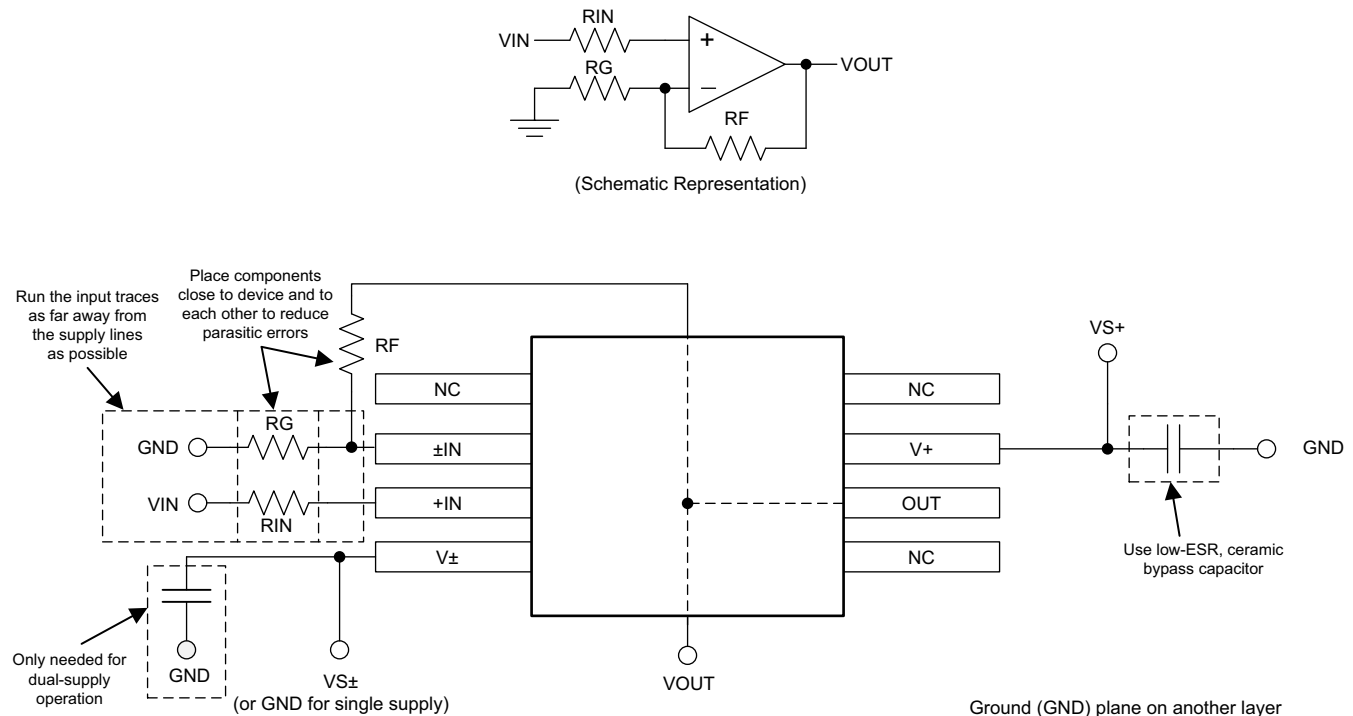 RIN
VIN
+
VOUT
RG
−
RF
(Schematic Representation)
Run the input traces
as far away from
the supply lines
as possible
Place components
close to device and to
each other to reduce
parasitic errors
RF
VS+
NC
NC
RG
GND
±IN
V+
GND
VIN
RIN
+IN
OUT
V±
NC
Use low-ESR, ceramic
bypass capacitor
Only needed for
dual-supply
operation
GND
VS±
(or GND for single supply)
VOUT
Ground (GND) plane on another layer